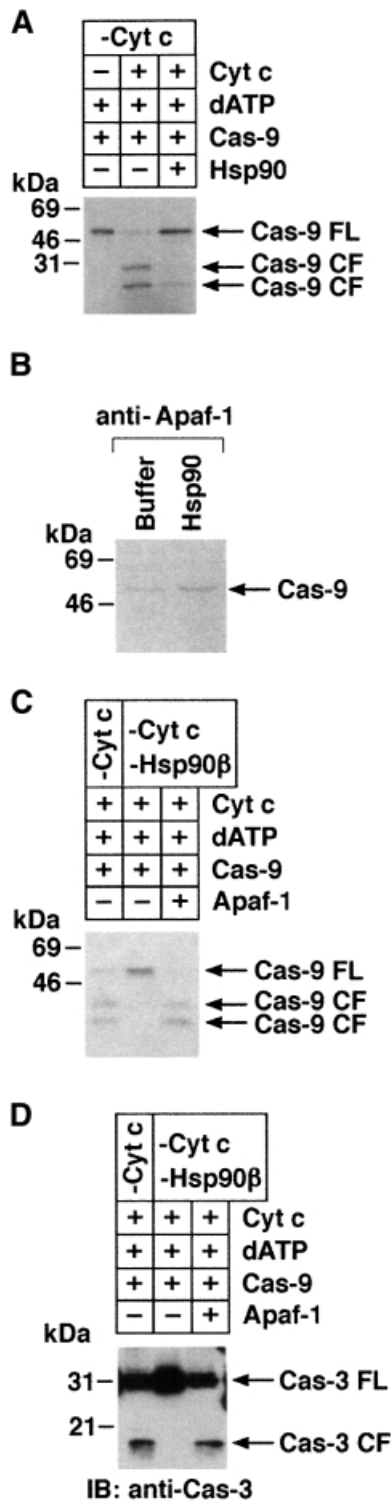 A
-Cyt c
– + + Cyt c
+ + + dATP
+ + + Cas-9
– – + Hsp90
kDa
69
46
31
Cas-9 FL
Cas-9 CF
Cas-9 CF
B
anti-Apaf-1
Buffer
Hsp90
kDa
69
46
Cas-9
C
-Cyt c
-Cyt c
-Hsp90β
+ + + Cyt c
+ + + dATP
+ + + Cas-9
– – + Apaf-1
kDa
69
46
Cas-9 FL
Cas-9 CF
Cas-9 CF
D
-Cyt c
-Cyt c
-Hsp90β
+ + + Cyt c
+ + + dATP
+ + + Cas-9
– – + Apaf-1
kDa
31
21
Cas-3 FL
Cas-3 CF
IB: anti-Cas-3